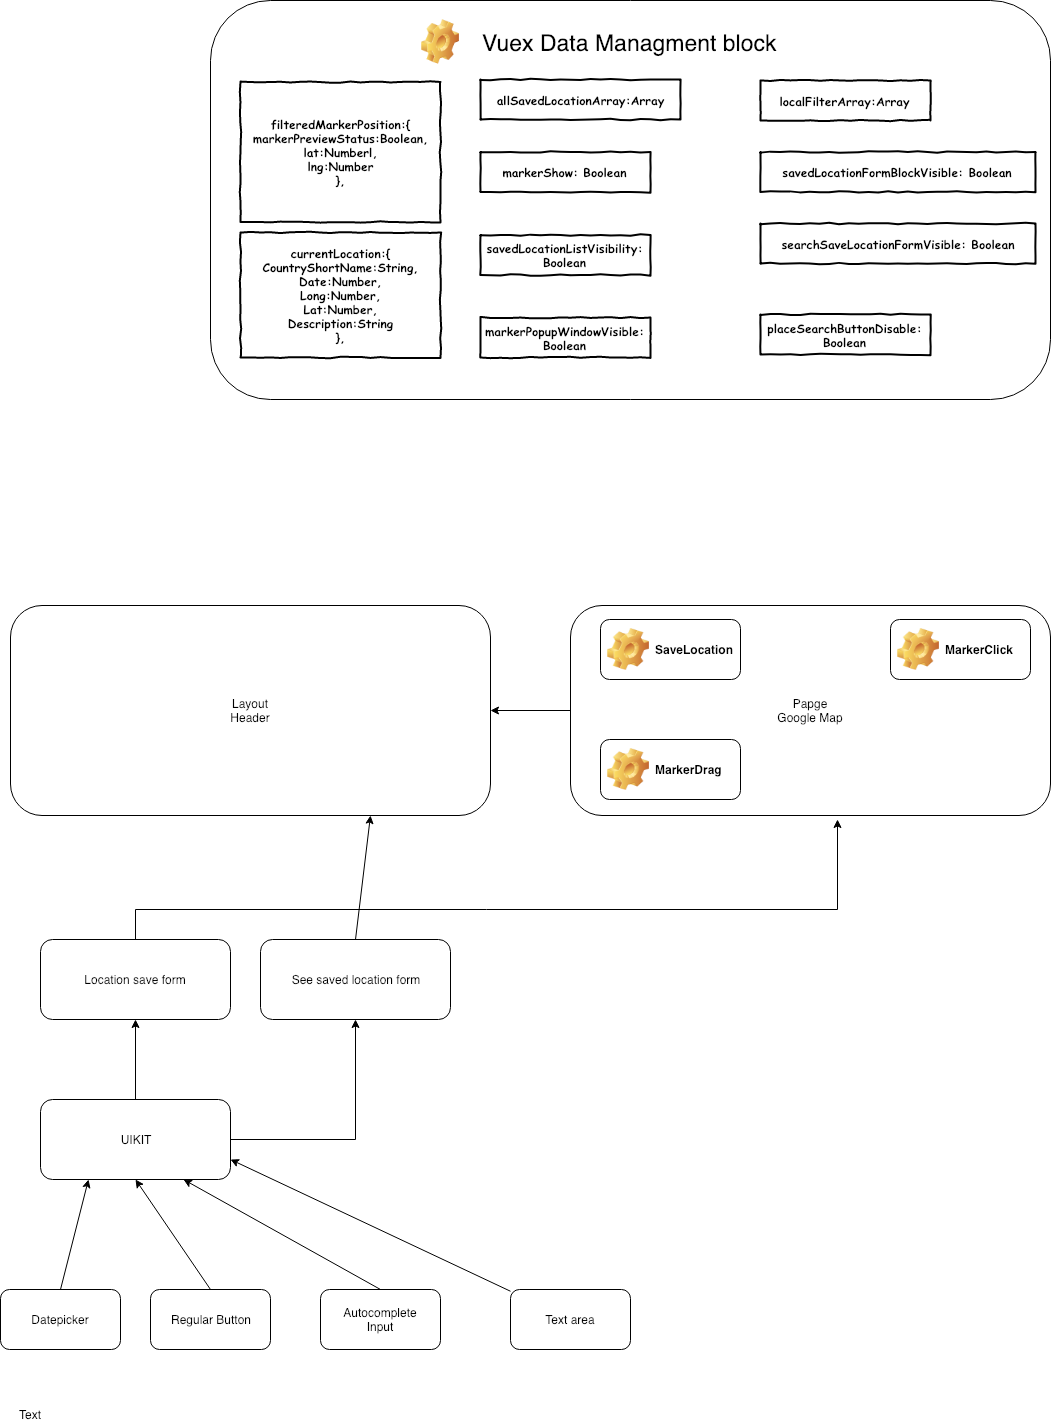 Vuex Data Managment block
filteredMarkerPosition:{
markerPreviewStatus:Boolean,
lat:Numberl,
lng:Number
},
allSavedLocationArray:Array
localFilterArray:Array
markerShow: Boolean
savedLocationFormBlockVisible: Boolean
currentLocation:{
CountryShortName:String,
Date:Number,
Long:Number,
Lat:Number,
Description:String
},
savedLocationListVisibility:
Boolean
searchSaveLocationFormVisible: Boolean
markerPopupWindowVisible:
Boolean
placeSearchButtonDisable:
Boolean
Layout
Header
SaveLocation
MarkerClick
Papge
Google Map
MarkerDrag
Location save form
See saved location form
UIKIT
Datepicker
Regular Button
Autocomplete
Input
Text area
Text